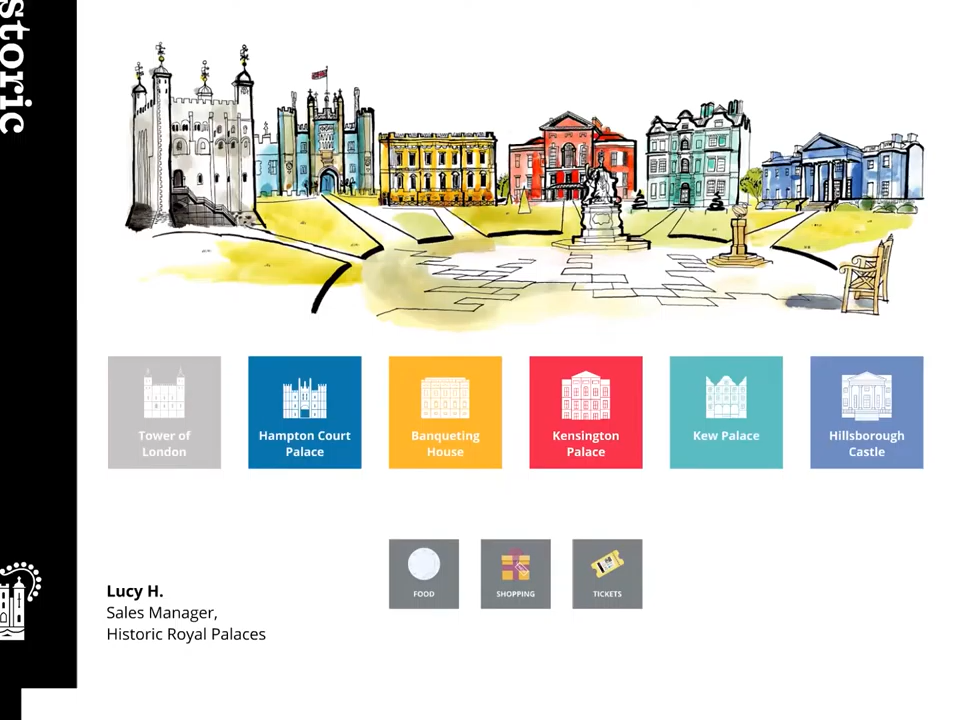 storic
Tower of
London
Hampton Court
Palace
Banqueting
House
Kensington
Palace
Kew Palace
Hillsborough
Castle
FOOD
SHOPPING
TICKETS
Lucy H.
Sales Manager,
Historic Royal Palaces